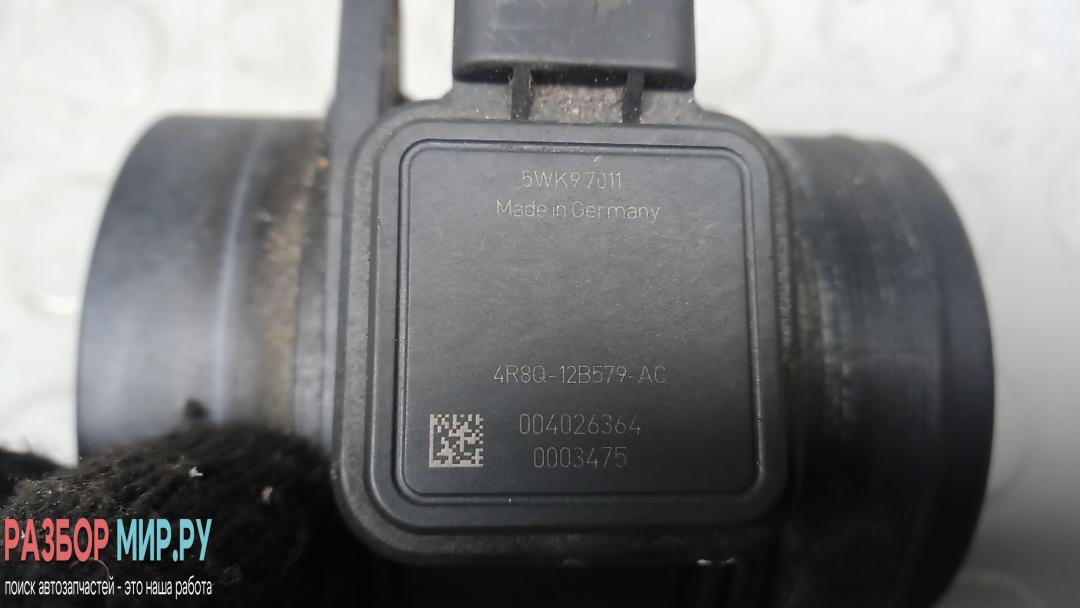 5WK97011
Made in Germany
4R8Q-12B579-AC
004026364
0003475
РАЗБОР МИР.РУ
поиск автозапчастей - это наша работа